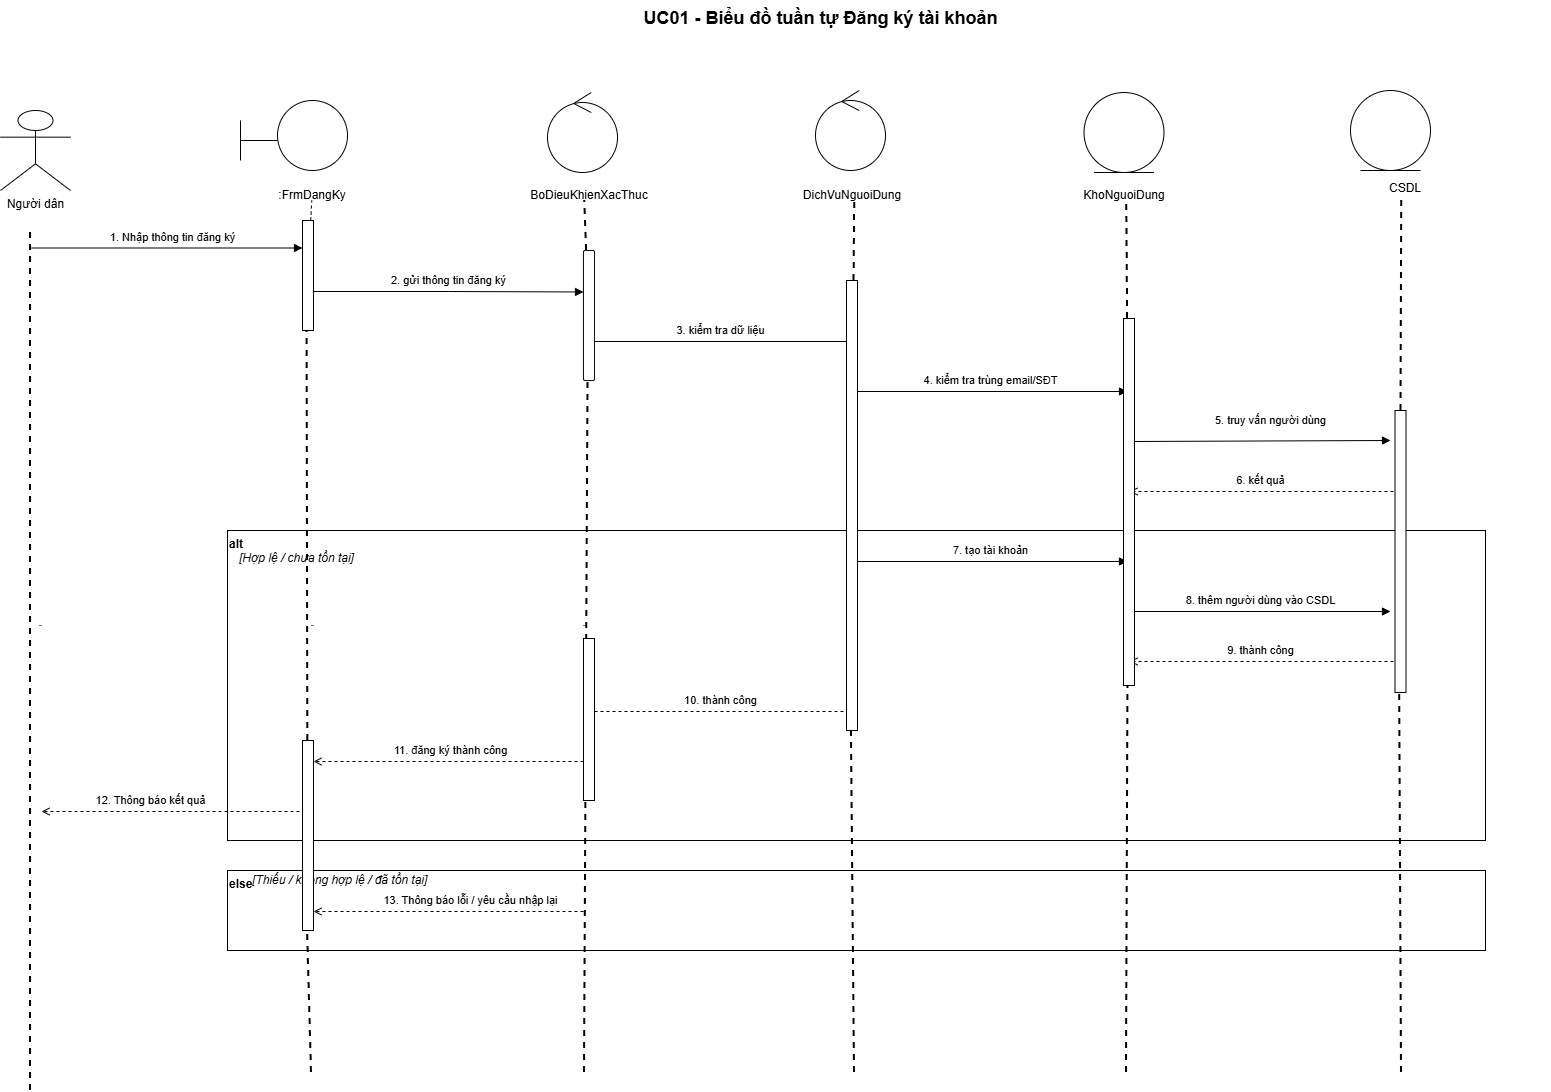 UC01 - Biểu đồ tuần tự Đăng ký tài khoản
Người dân
:FrmDangKy
BoDieuKhienXacThuc
DichVuNguoiDung
KhoNguoiDung
CSDL
1. Nhập thông tin đăng ký
2. gửi thông tin đăng ký
3. kiểm tra dữ liệu
4. kiểm tra trùng email/SĐT
5. truy vấn người dùng
6. kết quả
alt
[Hợp lệ / chưa tồn tại]
7. tạo tài khoản
8. thêm người dùng vào CSDL
9. thành công
10. thành công
11. đăng ký thành công
12. Thông báo kết quả
else
[Thiếu / không hợp lệ / đã tồn tại]
13. Thông báo lỗi / yêu cầu nhập lại